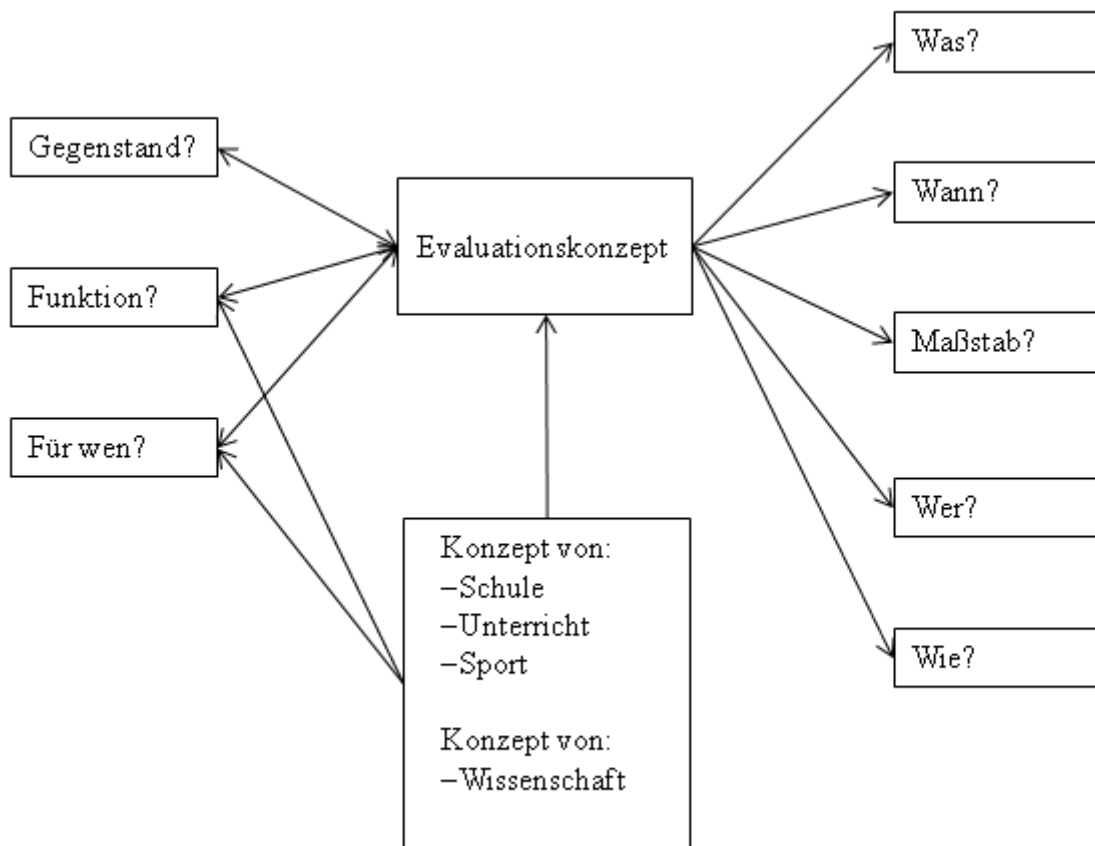 Gegenstand?
Funktion?
Für wen?
Evaluationskonzept
Konzept von:
–Schule
–Unterricht
–Sport
Konzept von:
–Wissenschaft
Was?
Wann?
Maßstab?
Wer?
Wie?